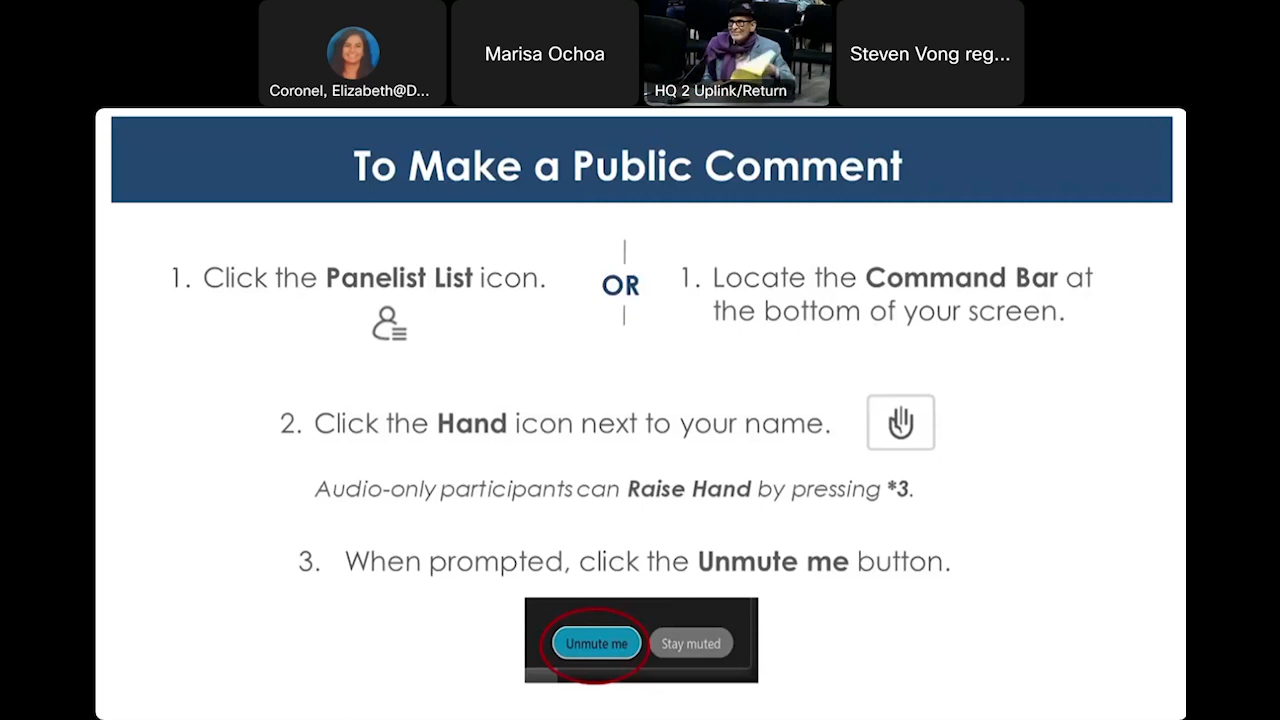 Coronel, Elizabeth@D...
Marisa Ochoa
HQ 2 Uplink/Return
Steven Vong reg...
To Make a Public Comment
1. Click the Panelist List icon.
OR
1. Locate the Command Bar at
the bottom of your screen.
2. Click the Hand icon next to your name.
Audio-only participants can Raise Hand by pressing *3.
3. When prompted, click the Unmute me button.
Unmute me
Stay muted